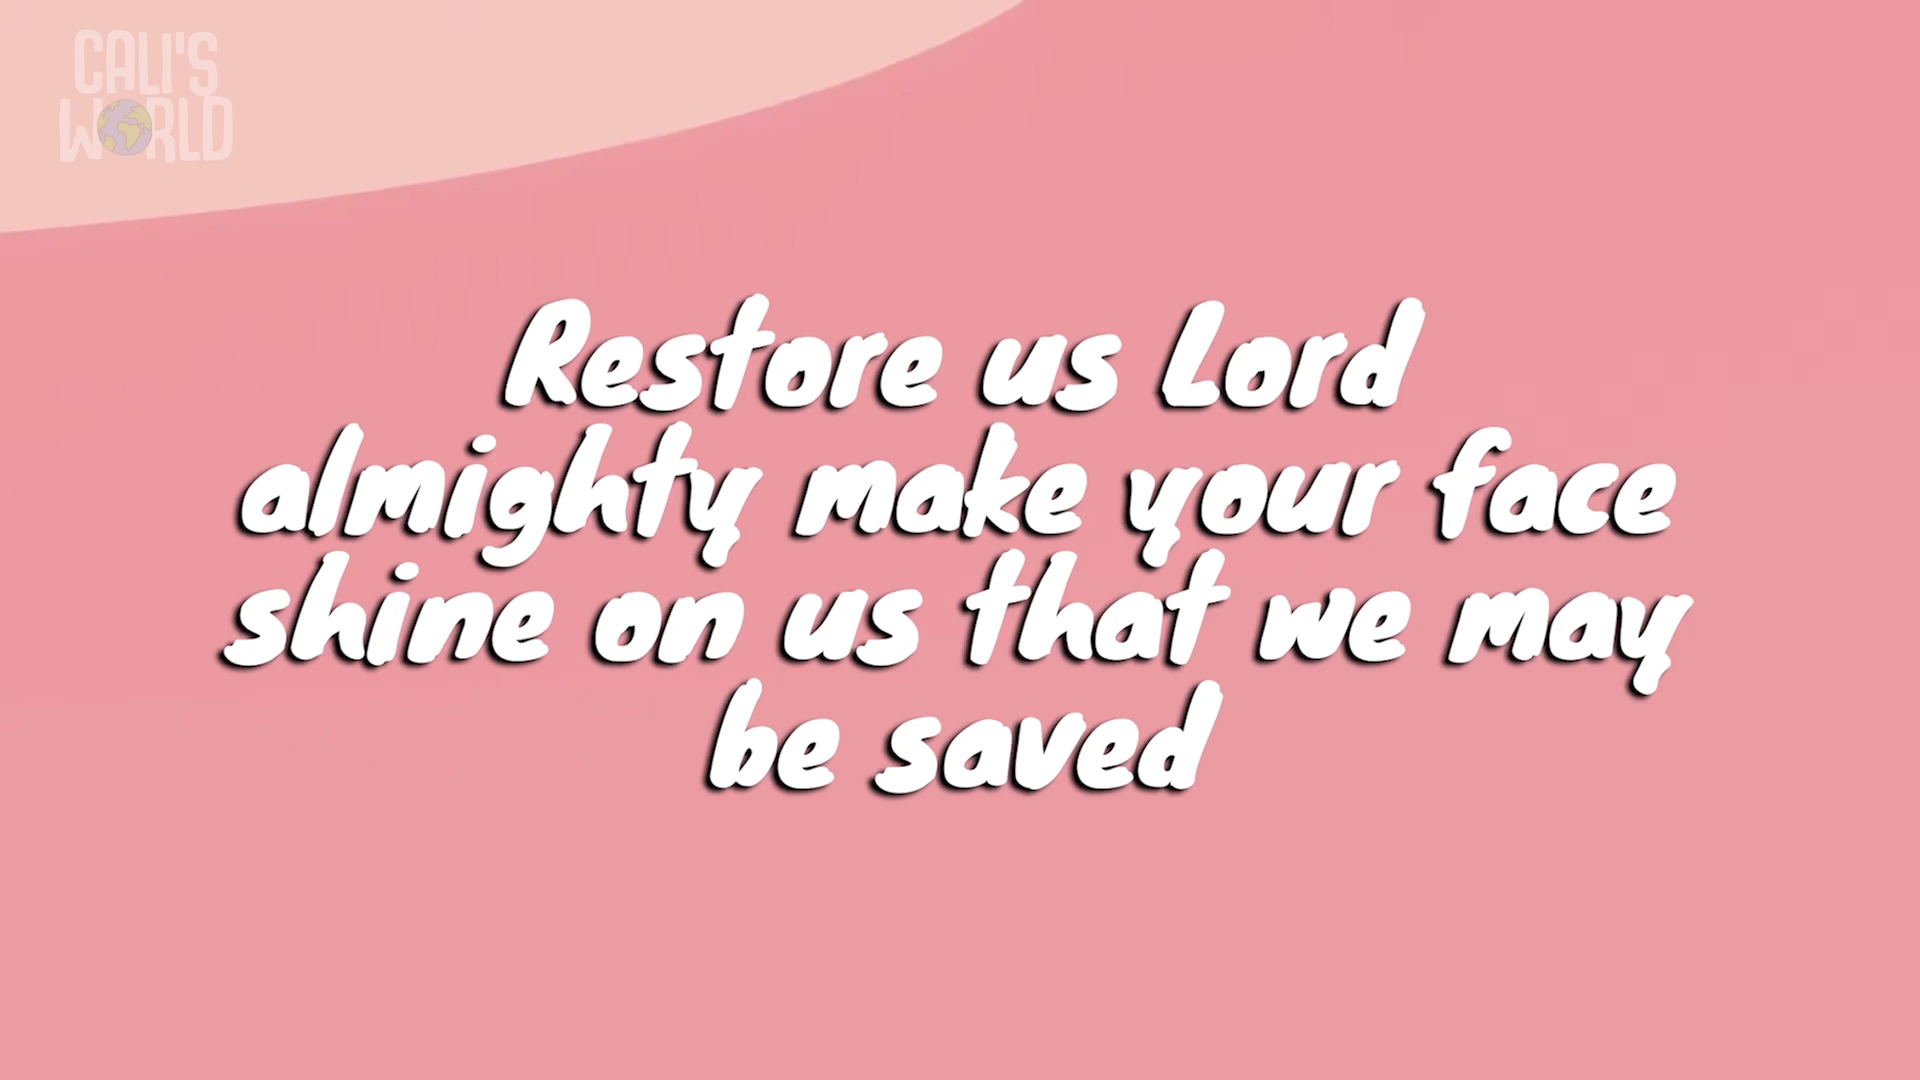 CALI'S
WORLD
Restore us Lord
almighty make your face
shine on us that we may
be saved